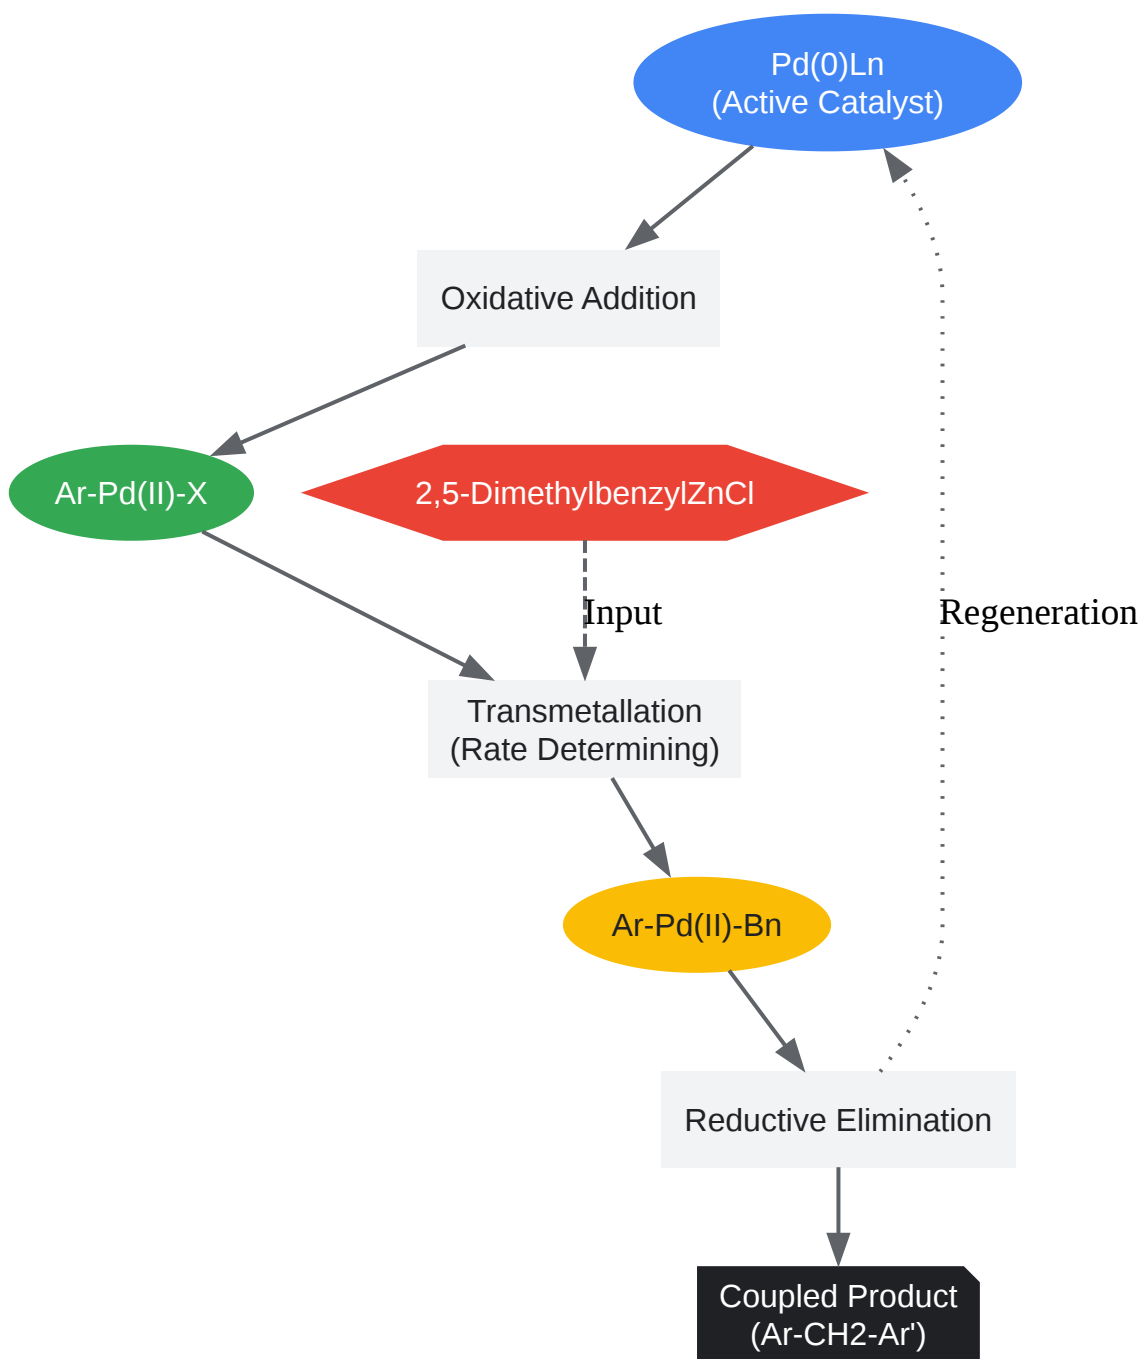 Pd(0)Ln
(Active Catalyst)
Oxidative Addition
Ar-Pd(II)-X
2,5-DimethylbenzylZnCl
Input
Regeneration
Transmetallation
(Rate Determining)
Ar-Pd(II)-Bn
Reductive Elimination
Coupled Product
(Ar-CH2-Ar')